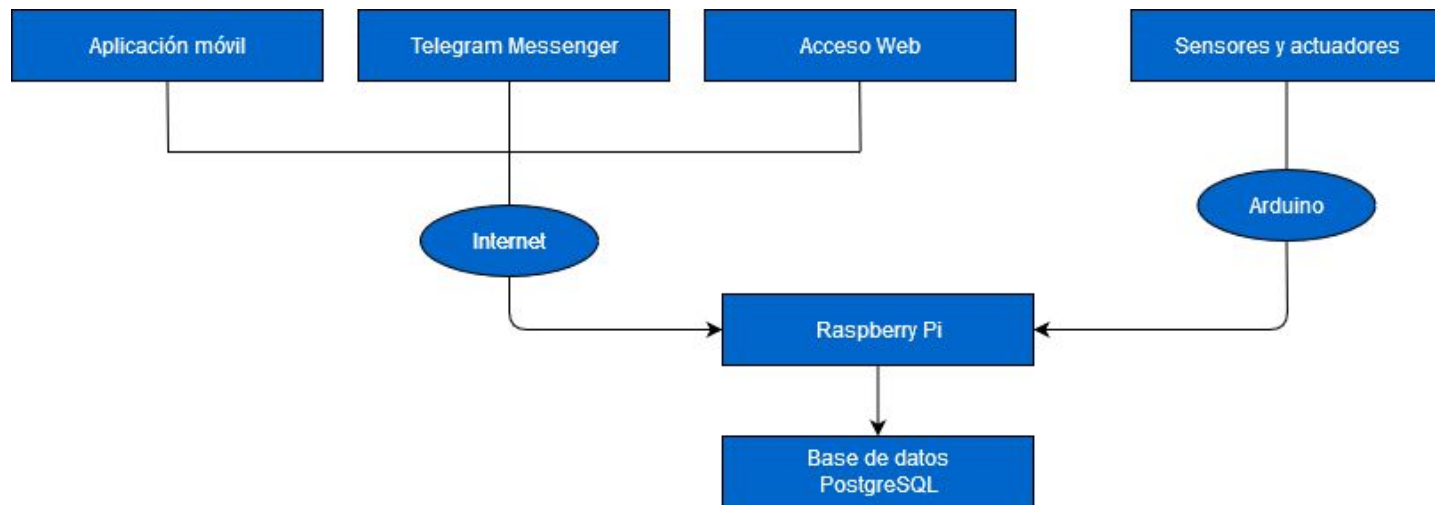 Aplicación móvil
Telegram Messenger
Acceso Web
Sensores y actuadores
Arduino
Internet
Raspberry Pi
Base de datos
PostgreSQL